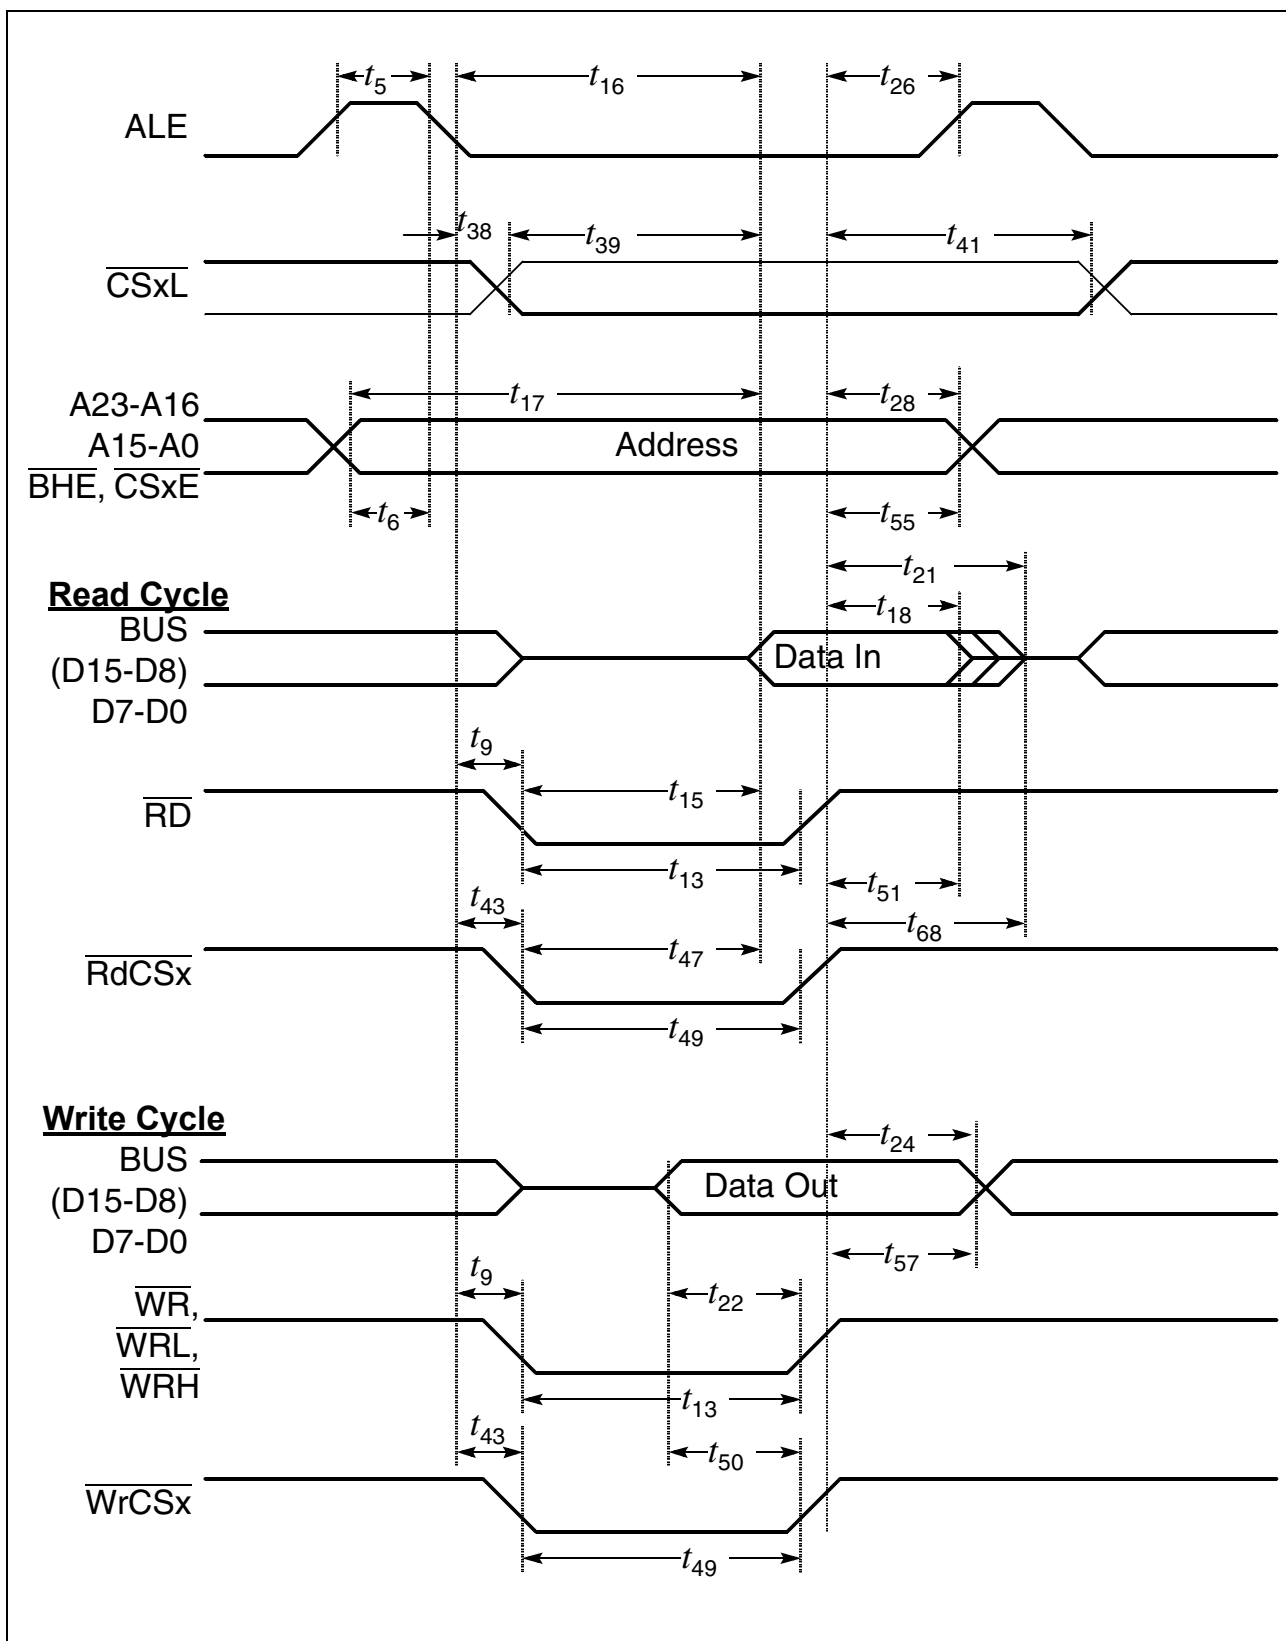 t5
t16
t26
ALE
t38
t39
t41
CSxL
t17
t28
A23-A16
A15-A0
Address
BHE, CSxE
t6
t55
t21
Read Cycle
t18
BUS
Data In
(D15-D8)
D7-D0
t9
t15
RD
t13
t51
t43
t68
t47
RdCSx
t49
Write Cycle
t24
BUS
Data Out
(D15-D8)
D7-D0
t57
t9
t22
WR,
WRL,
WRH
t13
t43
t50
WrCSx
t49